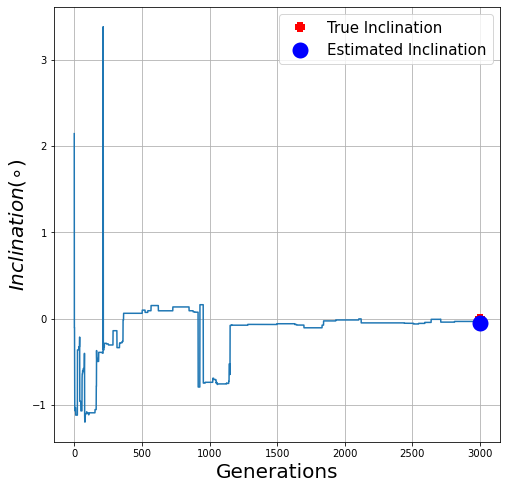 True Inclination
Estimated Inclination
3
2
1
0
−1
Inclination(∘)
0 500 1000 1500 2000 2500 3000
Generations